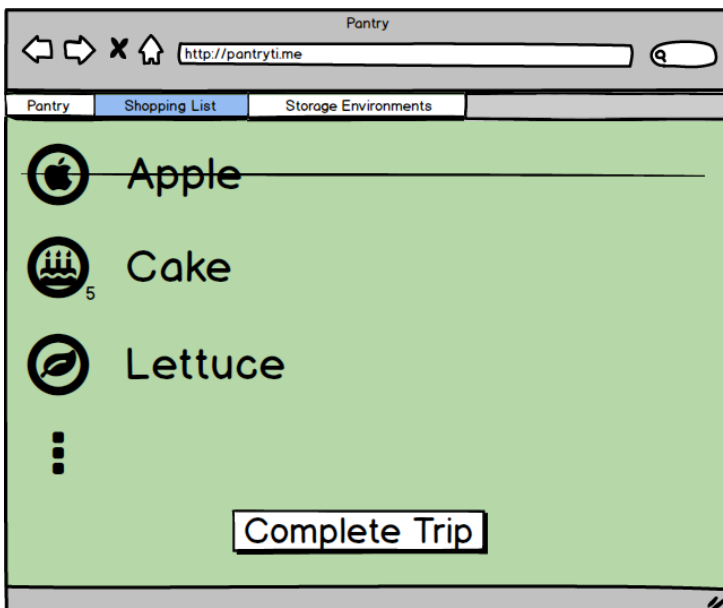 Pantry
http://pantryti.me
Pantry Shopping List Storage Environments
Apple
Cake
5
Lettuce
Complete Trip